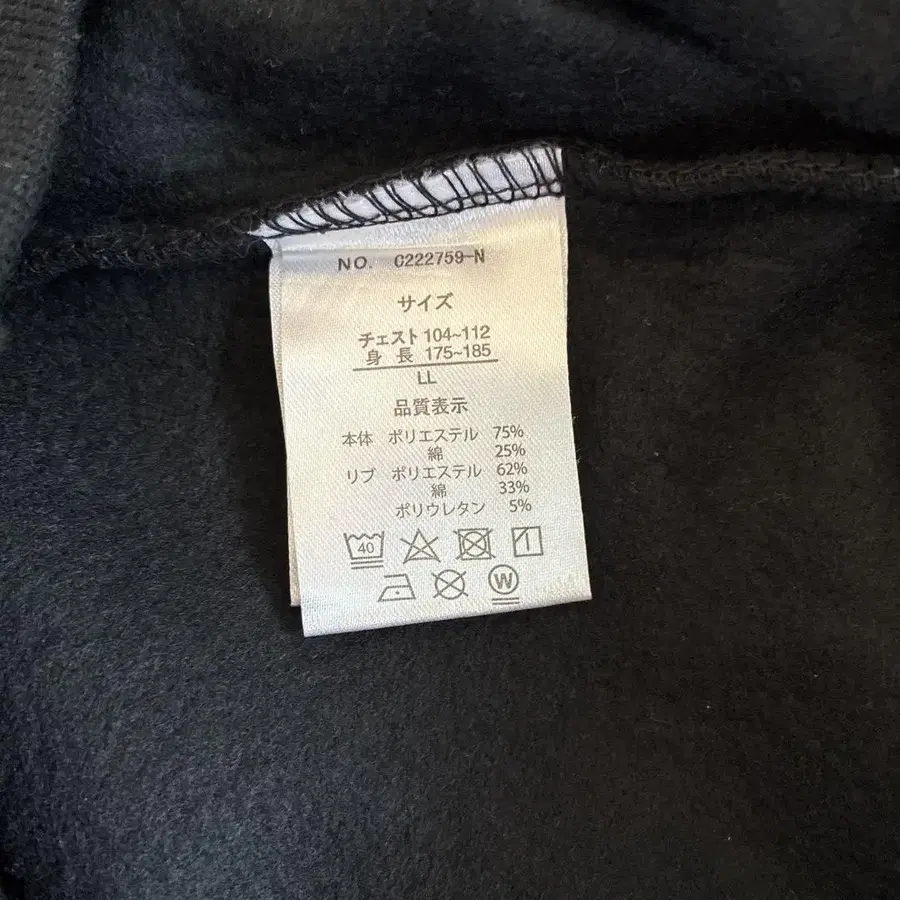 NO. C222759-N
サイズ
チェスト 104~112
身 長 175~185
LL
品質表示
本体 ポリエステル 75%
綿 25%
リブ ポリエステル 62%
綿 33%
ポリウレタン 5%
40
W